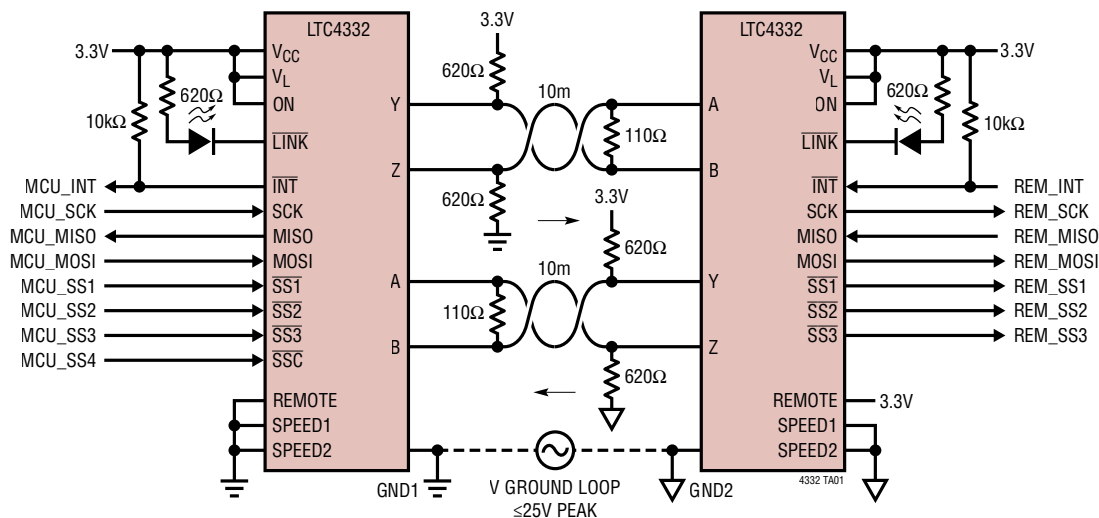 LTC4332
3.3V
VCC
VL
ON
620Ω
10kΩ
LINK
Y
Z
MCU_INT
INT
MCU_SCK
SCK
MCU_MISO
MISO
MCU_MOSI
MOSI
MCU_SS1
SS1
MCU_SS2
SS2
MCU_SS3
SS3
MCU_SS4
SSC
A
B
REMOTE
SPEED1
SPEED2
GND1
3.3V
620Ω
10m
110Ω
620Ω
3.3V
620Ω
10m
110Ω
620Ω
V GROUND LOOP
≤25V PEAK
LTC4332
VCC
3.3V
VL
ON
620Ω
10kΩ
LINK
A
B
INT
REM_INT
SCK
REM_SCK
MISO
REM_MISO
MOSI
REM_MOSI
SS1
REM_SS1
SS2
REM_SS2
SS3
REM_SS3
Y
Z
REMOTE
3.3V
SPEED1
SPEED2
GND2
4332 TA01